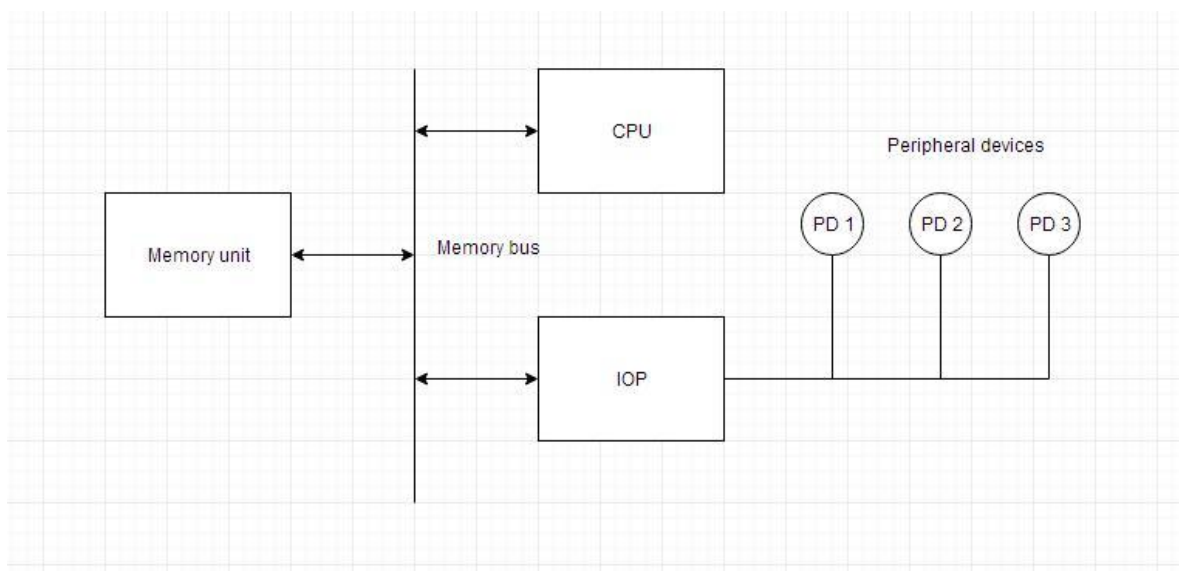 CPU
Peripheral devices
PD 1
PD 2
PD 3
Memory unit
Memory bus
IOP